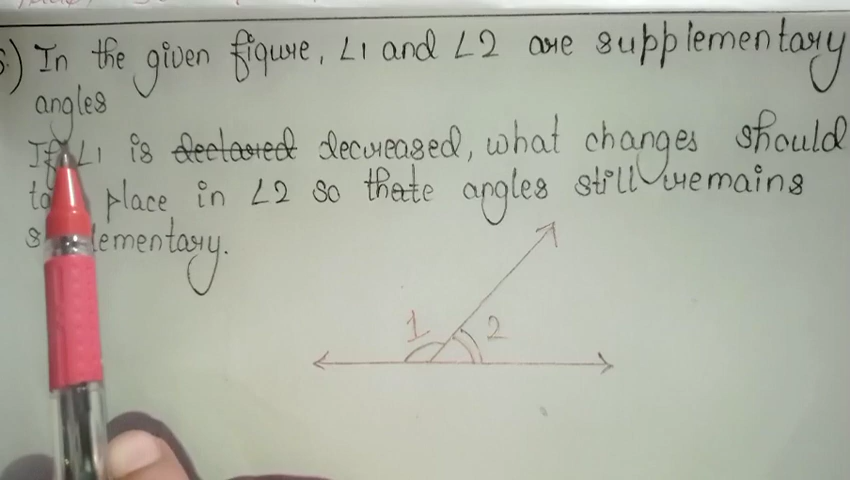 In the given figure, ∠1 and ∠2 are supplementary
angles
If ∠1 is declared decreased, what changes should
place in ∠2 so thate angles still remains
lementary.
1 2